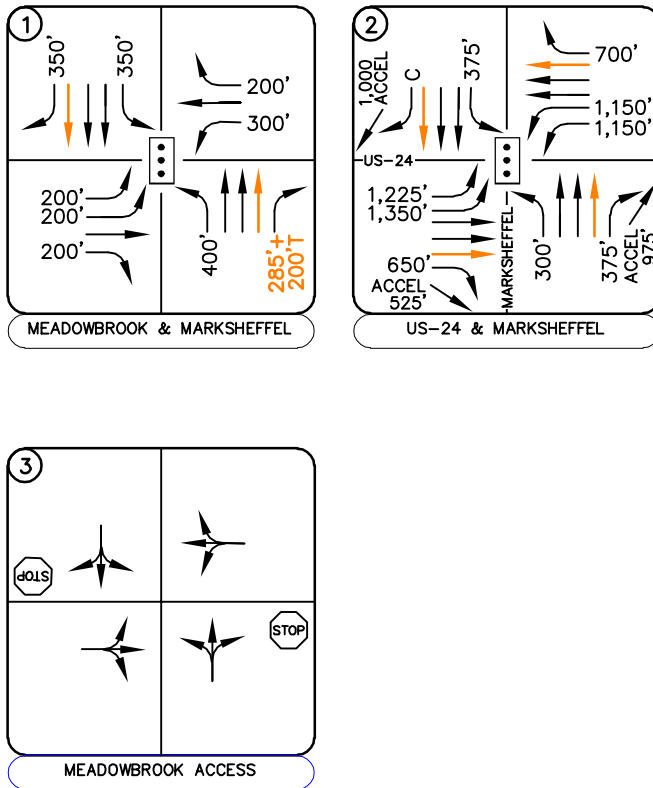 1
350'
350'
200'
300'
200'
200'
200'
400'
285'+
200'T
MEADOWBROOK & MARKSHEFFEL
2
1,000
ACCEL
C
375'
700'
1,150'
1,150'
US-24
1,225'
1,350'
650'
ACCEL
525'
MARKSHEFFEL
300'
375'
ACCEL
975'
US-24 & MARKSHEFFEL
3
STOP
STOP
MEADOWBROOK ACCESS